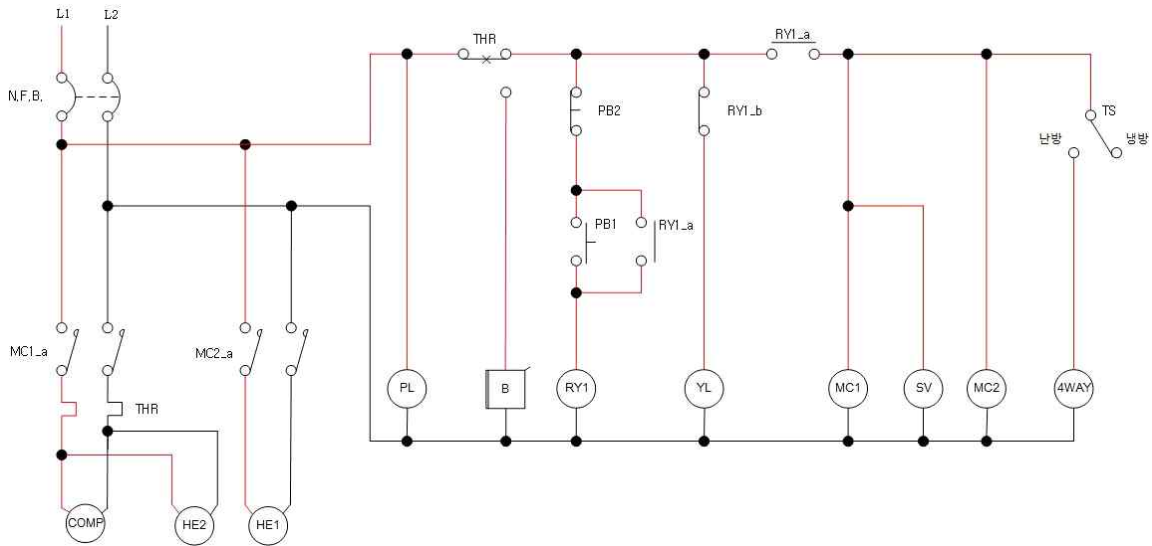 L1 L2
N,F,B,
THR
RY1_a
PB2
RY1_b
TS
난방
냉방
PB1
RY1_a
MC1_a
MC2_a
THR
PL
B
RY1
YL
MC1
SV
MC2
4WAY
COMP
HE2
HE1